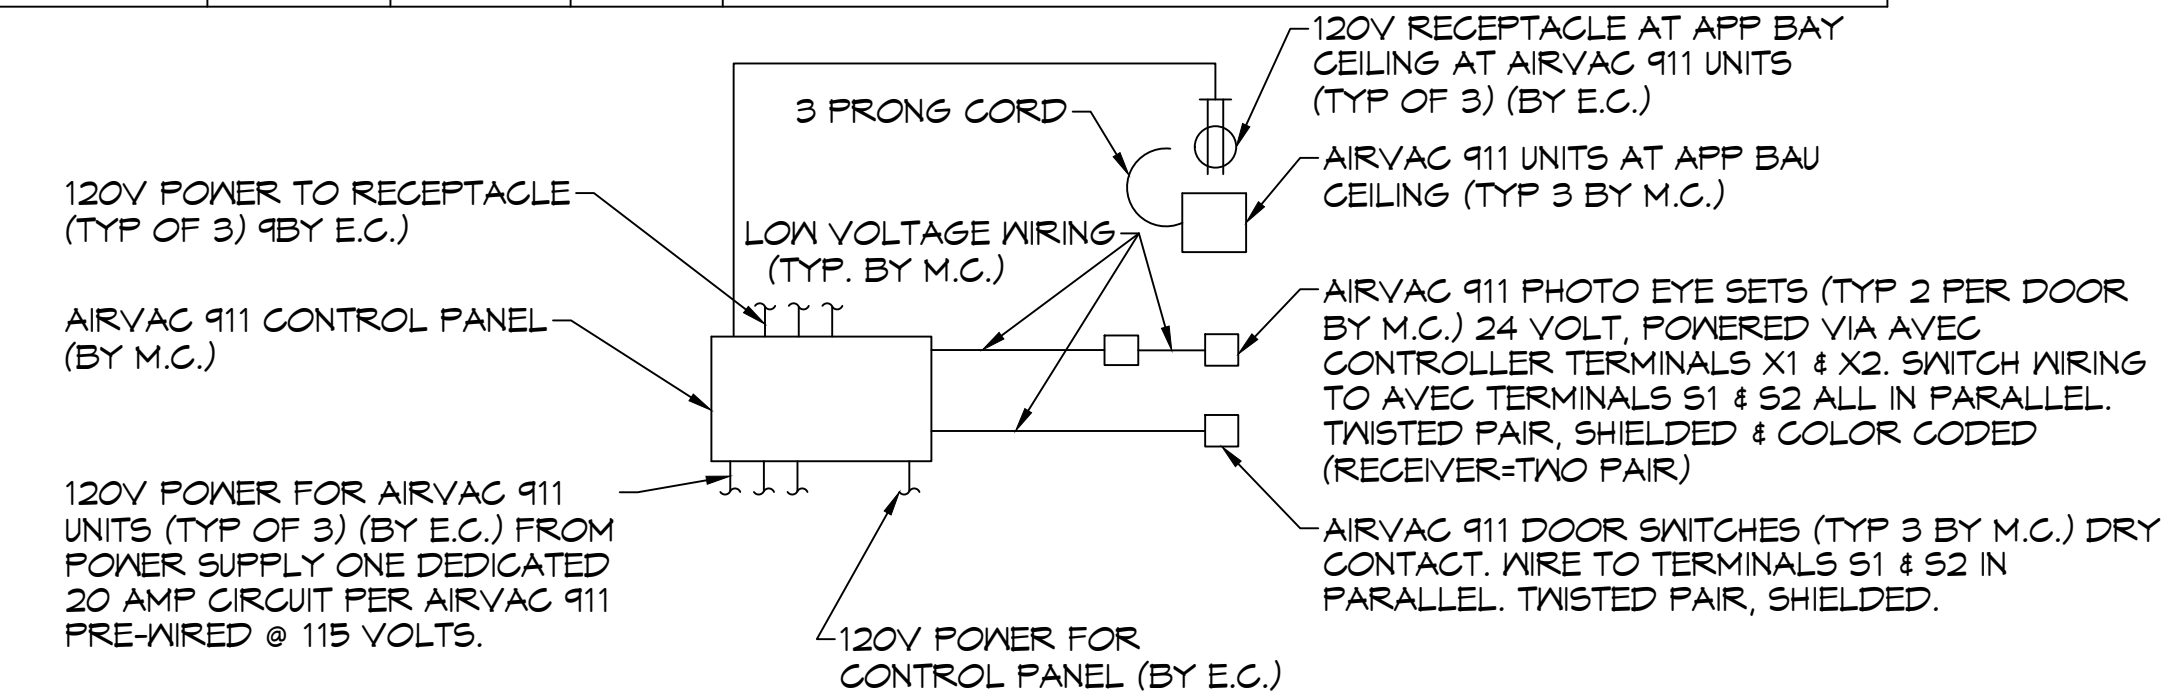 120V RECEPTACLE AT APP BAY
CEILING AT AIRVAC 911 UNITS
(TYP OF 3) (BY E.C.)
3 PRONG CORD
AIRVAC 911 UNITS AT APP BAU
CEILING (TYP 3 BY M.C.)
120V POWER TO RECEPTACLE
(TYP OF 3) 9BY E.C.)
LOW VOLTAGE WIRING
(TYP. BY M.C.)
AIRVAC 911 CONTROL PANEL
(BY M.C.)
AIRVAC 911 PHOTO EYE SETS (TYP 2 PER DOOR
BY M.C.) 24 VOLT, POWERED VIA AVEC
CONTROLLER TERMINALS X1 & X2. SWITCH WIRING
TO AVEC TERMINALS S1 & S2 ALL IN PARALLEL.
TWISTED PAIR, SHIELDED & COLOR CODED
(RECEIVER=TWO PAIR)
120V POWER FOR AIRVAC 911
UNITS (TYP OF 3) (BY E.C.) FROM
POWER SUPPLY ONE DEDICATED
20 AMP CIRCUIT PER AIRVAC 911
PRE-WIRED @ 115 VOLTS.
AIRVAC 911 DOOR SWITCHES (TYP 3 BY M.C.) DRY
CONTACT. WIRE TO TERMINALS S1 & S2 IN
PARALLEL. TWISTED PAIR, SHIELDED.
120V POWER FOR
CONTROL PANEL (BY E.C.)